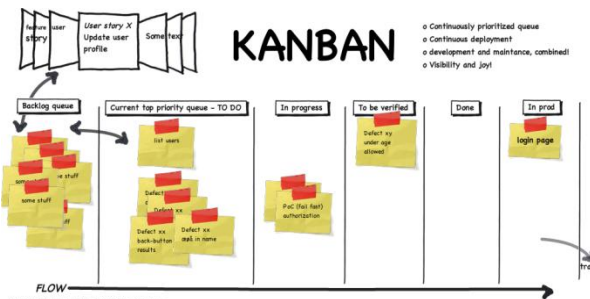 feature
story
user
User story X
Update user
profile
Some text
KANBAN
o Continuously prioritized queue
o Continuous deployment
o development and maintance, combined!
o Visibility and joy!
Backlog queue
Current top priority queue - TO DO
In progress
To be verified
Done
In prod
some stuff
list users
Defect
Defect xx
Defect xx
back-button
results
Defect xx
appl. in name
PoC (fail fast)
authorization
Defect xy
under age
allowed
login page
FLOW